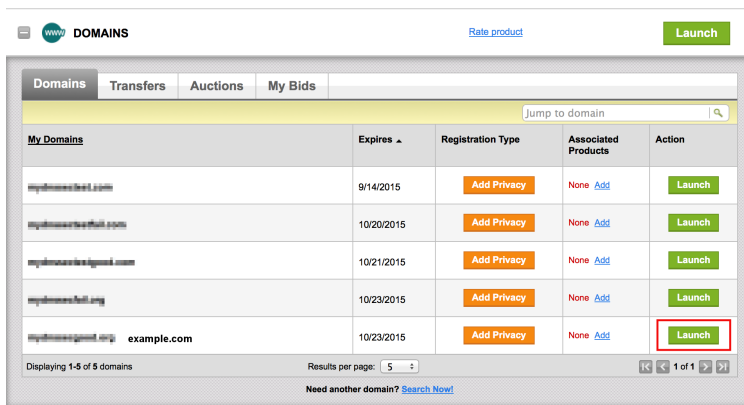 www DOMAINS Rate product Launch
Domains Transfers Auctions My Bids
Jump to domain
My Domains Expires Registration Type Associated Products Action
9/14/2015 Add Privacy None Add Launch
10/20/2015 Add Privacy None Add Launch
10/21/2015 Add Privacy None Add Launch
10/23/2015 Add Privacy None Add Launch
example.com 10/23/2015 Add Privacy None Add Launch
Displaying 1-5 of 5 domains Results per page: 5 1 of 1
Need another domain? Search Now!